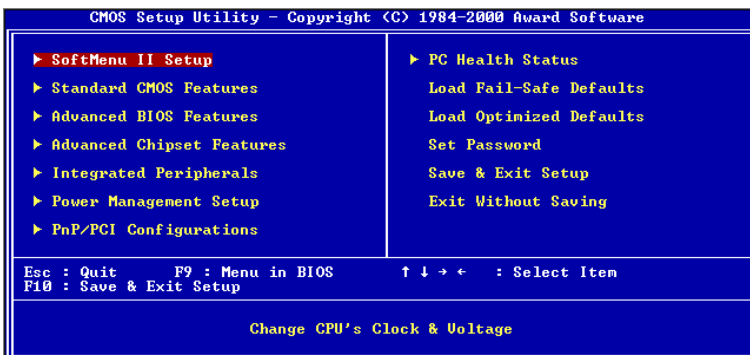 CMOS Setup Utility - Copyright (C) 1984-2000 Award Software
▶ SoftMenu II Setup
▶ Standard CMOS Features
▶ Advanced BIOS Features
▶ Advanced Chipset Features
▶ Integrated Peripherals
▶ Power Management Setup
▶ PnP/PCI Configurations
▶ PC Health Status
Load Fail-Safe Defaults
Load Optimized Defaults
Set Password
Save & Exit Setup
Exit Without Saving
Esc : Quit F9 : Menu in BIOS ↑ ↓ → ← : Select Item
F10 : Save & Exit Setup
Change CPU's Clock & Voltage